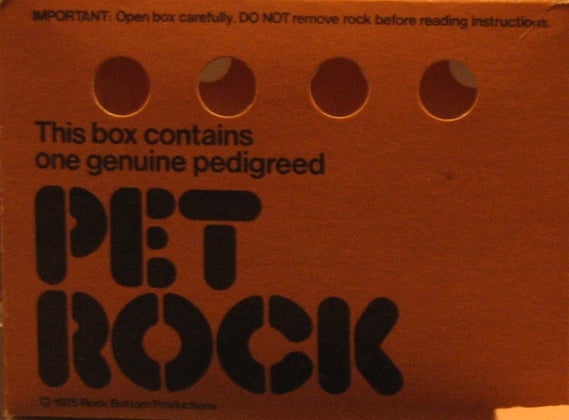 IMPORTANT: Open box carefully. DO NOT remove rock before reading instructions.
This box contains
one genuine pedigreed
PET
ROCK
© 1975 Rock Bottom Productions